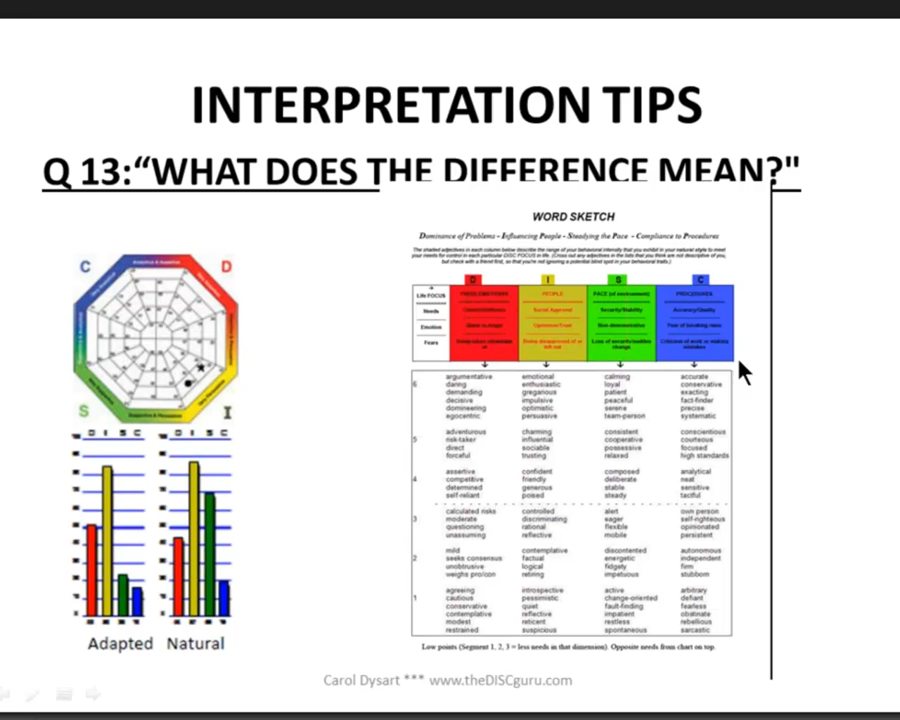 INTERPRETATION TIPS
Q 13:“WHAT DOES THE DIFFERENCE MEAN?"
C
D
S
I
D I S C
D I S C
Adapted Natural
WORD SKETCH
Dominance of Problems - Influencing People - Steadying the Pace - Compliance to Procedures
The shaded adjectives in each column below describe the range of your behavioral intensity that you exhibit in your natural style to meet
your needs for control in each particular DISC FOCUS in life. (Cross out any adjectives in the lists that you think are not descriptive of you,
but check with a friend first, so that you're not ignoring a potential blind spot in your behavioral traits.)
D I S C
Life FOCUS PEOPLE PACE (of environment) PROCEDURES
Needs Social Approval Security/Stability Accuracy/Quality
Emotion Optimism/Trust Non-demonstrative Fear of breaking rules
Fears Being disapproved of or left out Loss of security/sudden change Criticized of work or making mistakes
6
argumentative emotional calming accurate
daring enthusiastic loyal conservative
demanding gregarious patient exacting
decisive impulsive peaceful fact-finder
domineering optimistic serene precise
egocentric persuasive team-person systematic
5
adventurous charming consistent conscientious
risk-taker influential cooperative courteous
direct sociable possessive focused
forceful trusting relaxed high standards
4
assertive confident composed analytical
competitive friendly deliberate neat
determined generous stable sensitive
self-reliant poised steady tactful
3
calculated risks controlled alert own person
moderate discriminating eager self-righteous
questioning rational flexible opinionated
unassuming reflective mobile persistent
2
mild contemplative discontented autonomous
seeks consensus factual energetic independent
unobtrusive logical fidgety firm
weighs pro/con retiring impetuous stubborn
1
agreeing introspective active arbitrary
cautious pessimistic change-oriented defiant
conservative quiet fault-finding fearless
contemplative reflective impatient obstinate
modest reticent restless rebellious
restrained suspicious spontaneous sarcastic
Low points (Segment 1, 2, 3 = less needs in that dimension). Opposite needs from chart on top.
Carol Dysart *** www.theDISCguru.com